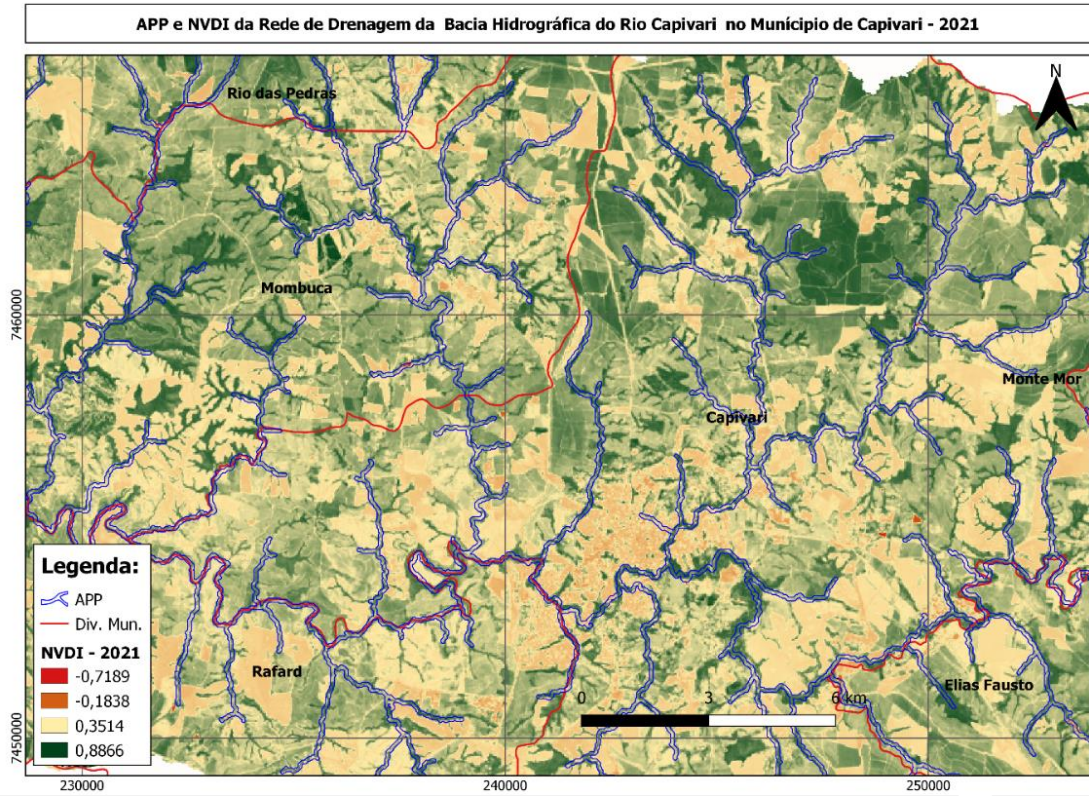 APP e NVDI da Rede de Drenagem da Bacia Hidrográfica do Rio Capivari no Munícipio de Capivari - 2021
N
Rio das Pedras
Mombuca
7460000
Monte Mor
Capivari
Legenda:
APP
Div. Mun.
NVDI - 2021
-0,7189
-0,1838
0,3514
0,8866
Rafard
Elias Fausto
0 3 6 km
7450000
230000 240000 250000